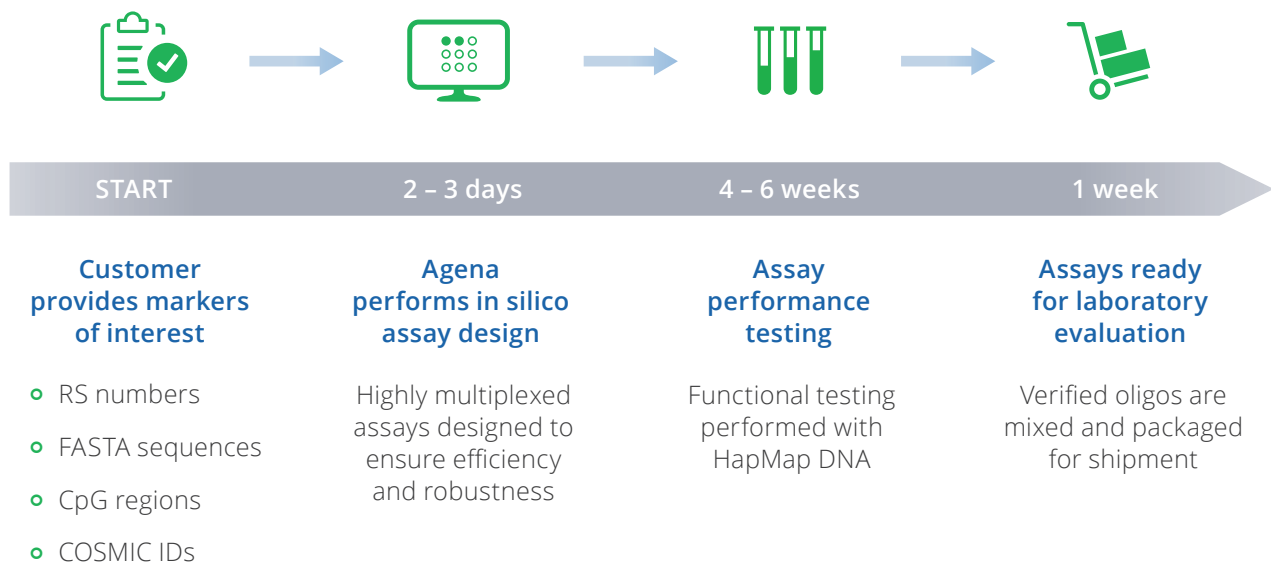 START
2 – 3 days
4 – 6 weeks
1 week
Customer
provides markers
of interest
RS numbers
FASTA sequences
CpG regions
COSMIC IDs
Agena
performs in silico
assay design
Highly multiplexed
assays designed to
ensure efficiency
and robustness
Assay
performance
testing
Functional testing
performed with
HapMap DNA
Assays ready
for laboratory
evaluation
Verified oligos are
mixed and packaged
for shipment